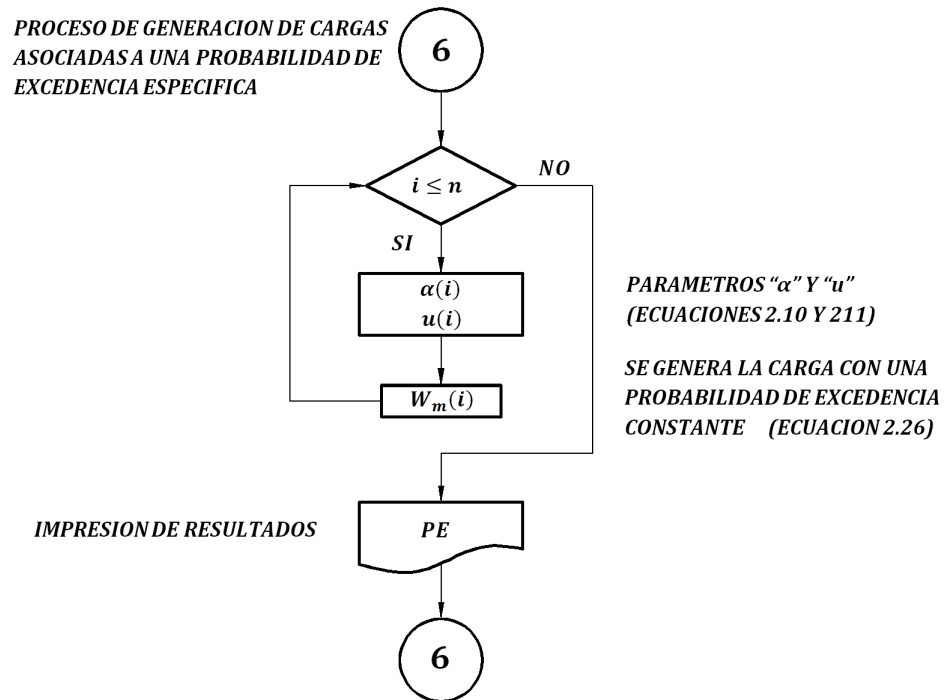 PROCESO DE GENERACION DE CARGAS
ASOCIADAS A UNA PROBABILIDAD DE
EXCEDENCIA ESPECIFICA
6
i ≤ n
NO
SI
α(i)
u(i)
PARAMETROS “α” Y “u”
(ECUACIONES 2.10 Y 211)
W_m(i)
SE GENERA LA CARGA CON UNA
PROBABILIDAD DE EXCEDENCIA
CONSTANTE (ECUACION 2.26)
IMPRESION DE RESULTADOS
PE
6